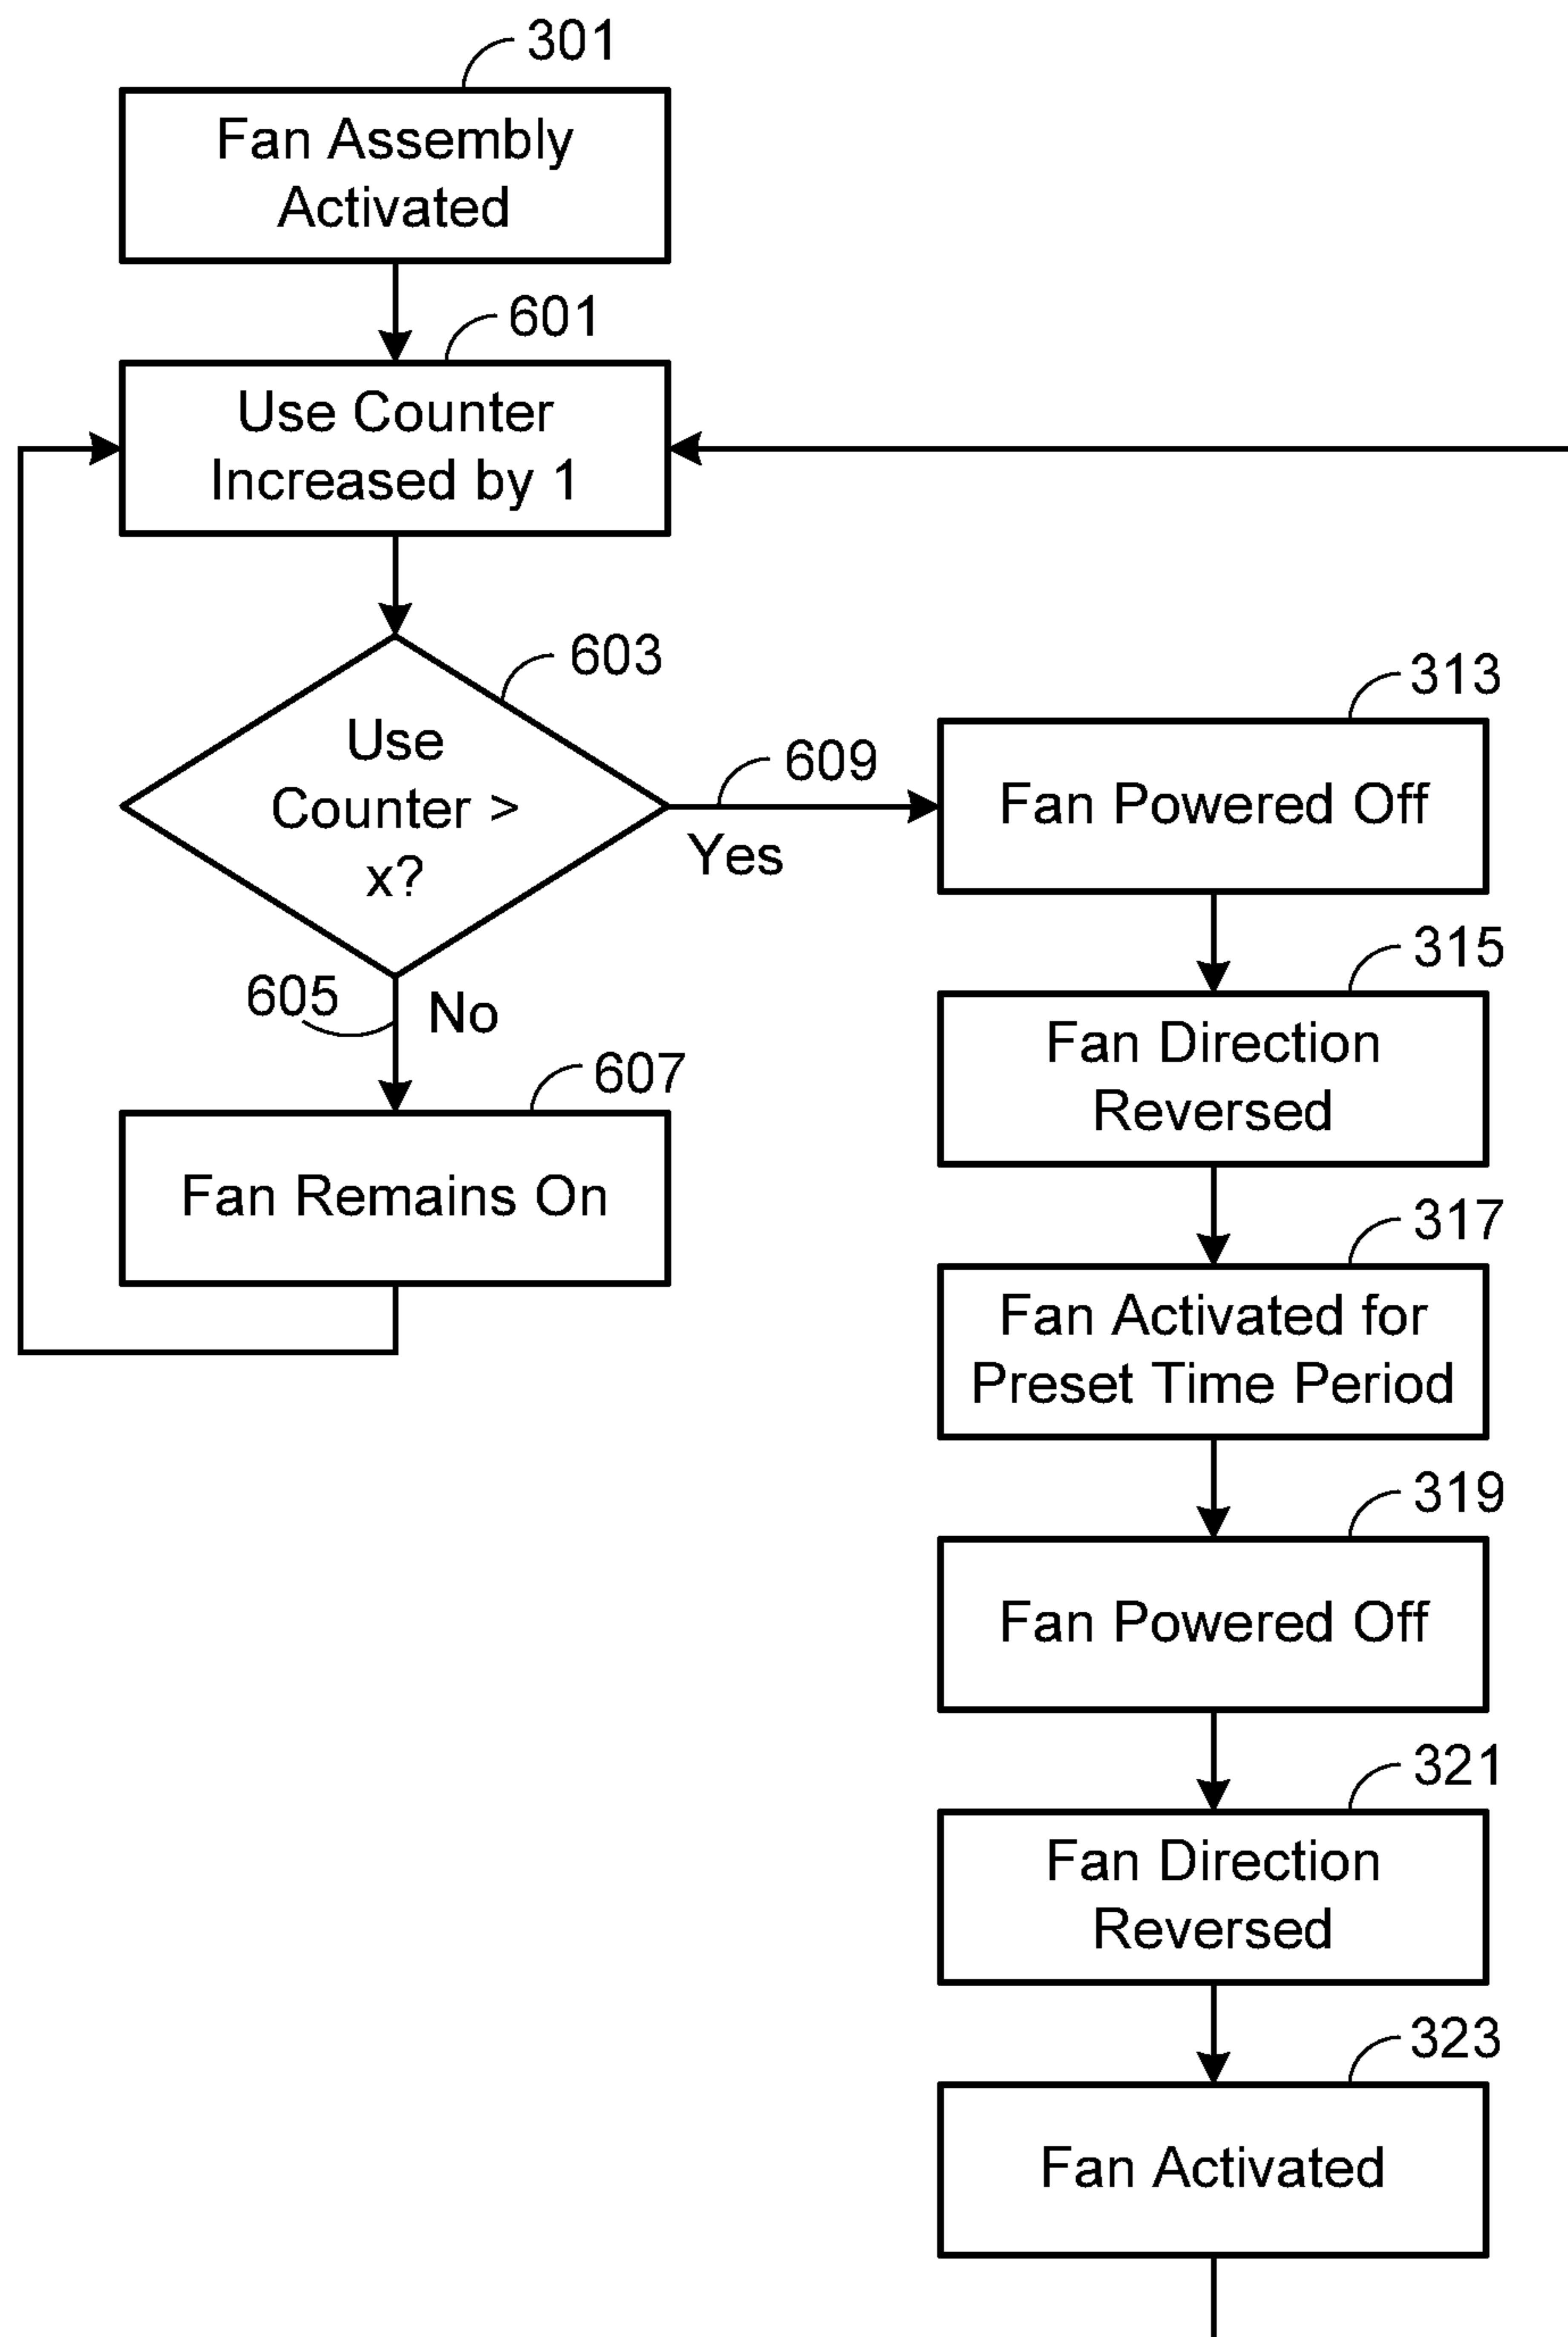 301
Fan Assembly
Activated
601
Use Counter
Increased by 1
603
Use
Counter >
x?
609
Yes
605
No
607
Fan Remains On
313
Fan Powered Off
315
Fan Direction
Reversed
317
Fan Activated for
Preset Time Period
319
Fan Powered Off
321
Fan Direction
Reversed
323
Fan Activated